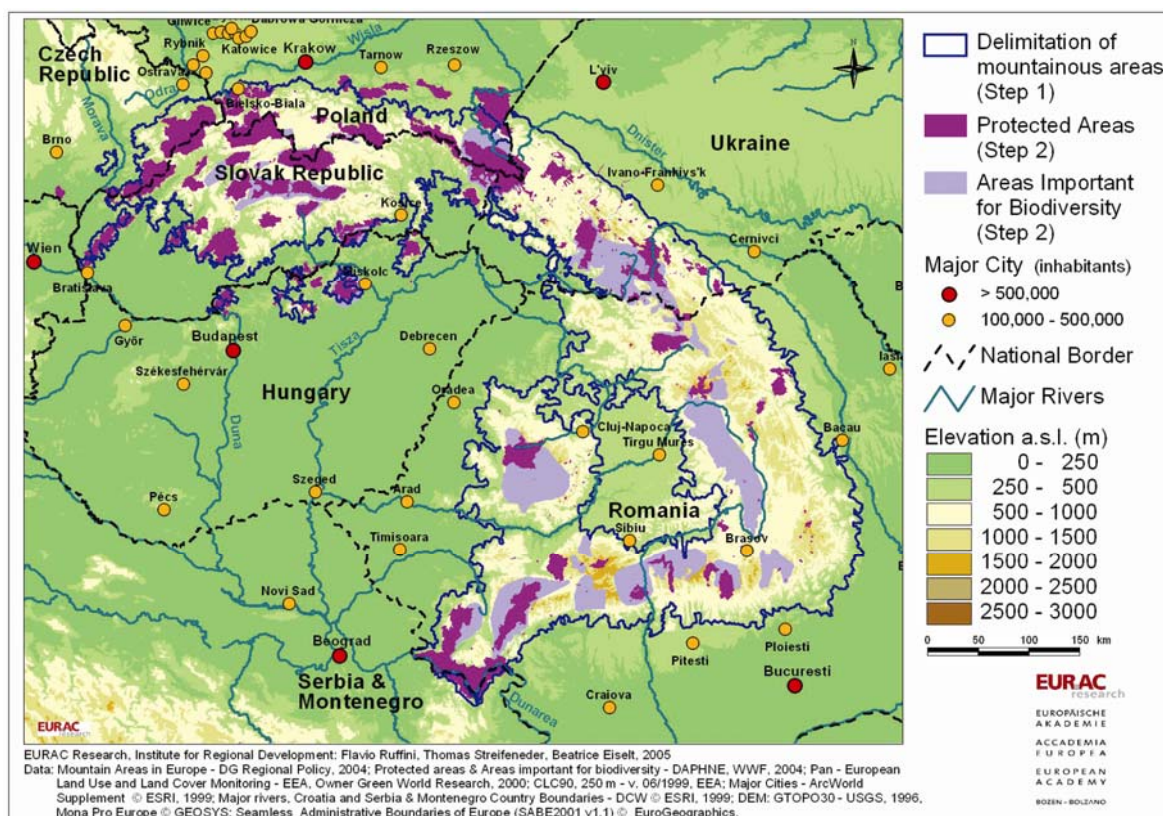 Gliwice
Dabrowa Gornicza
Rybnik
Katowice
Krakow
Wisla
Tarnow
Rzeszow
L'yiv
Czech
Republic
Ostrava
Odra
Bielsko-Biala
Morava
Brno
Poland
Slovak Republic
Ukraine
Dnister
Ivano-Frankivs'k
Kosice
Cernivci
Wien
Bratislava
Miskolc
Győr
Budapest
Debrecen
Tisza
Székesfehérvár
Oradea
Hungary
Duna
Cluj-Napoca
Tirgu Mures
Iasi
Bacau
Szeged
Arad
Pécs
Romania
Sibiu
Brasov
Timisoara
Novi Sad
Beograd
Serbia &
Montenegro
Dunarea
Craiova
Pitesti
Ploiesti
Bucuresti
EURAC
research
Delimitation of
mountainous areas
(Step 1)
Protected Areas
(Step 2)
Areas Important
for Biodiversity
(Step 2)
Major City (inhabitants)
> 500,000
100,000 - 500,000
National Border
Major Rivers
Elevation a.s.l. (m)
0 - 250
250 - 500
500 - 1000
1000 - 1500
1500 - 2000
2000 - 2500
2500 - 3000
0 50 100 150 km
EURAC
research
EUROPÄISCHE
AKADEMIE
ACCADEMIA
EUROPEA
EUROPEAN
ACADEMY
BOZEN - BOLZANO
EURAC Research, Institute for Regional Development: Flavio Ruffini, Thomas Streifeneder, Beatrice Eiselt, 2005
Data: Mountain Areas in Europe - DG Regional Policy, 2004; Protected areas & Areas important for biodiversity - DAPHNE, WWF, 2004; Pan - European
Land Use and Land Cover Monitoring - EEA, Owner Green World Research, 2000; CLC90, 250 m - v. 06/1999, EEA; Major Cities - ArcWorld
Supplement © ESRI, 1999; Major rivers, Croatia and Serbia & Montenegro Country Boundaries - DCW © ESRI, 1999; DEM: GTOPO30 - USGS, 1996,
Mona Pro Europe © GEOSYS; Seamless Administrative Boundaries of Europe (SABE2001 v1.1) © EuroGeographics.